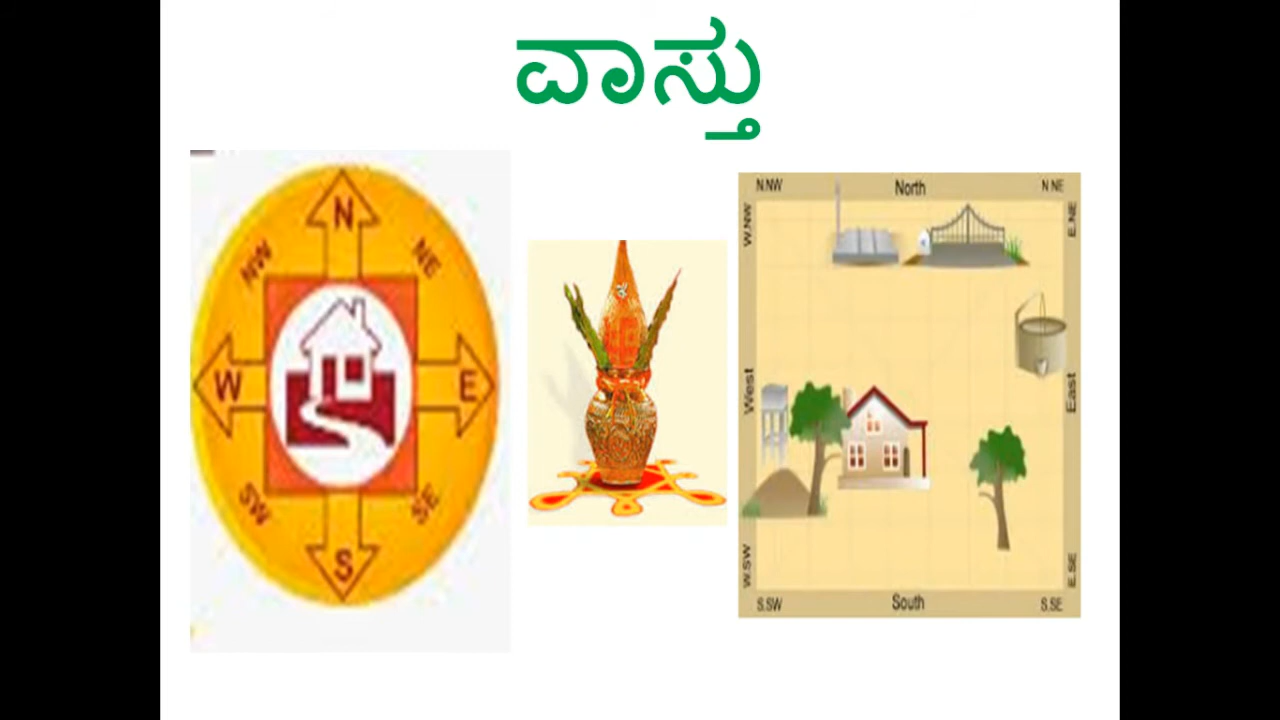 ವಾಸ್ತು
N
NW NE
W E
SW SE
S
N.NW North N NE
W.NW E.NE
West East
W.SW E.SE
S.SW South S.SE